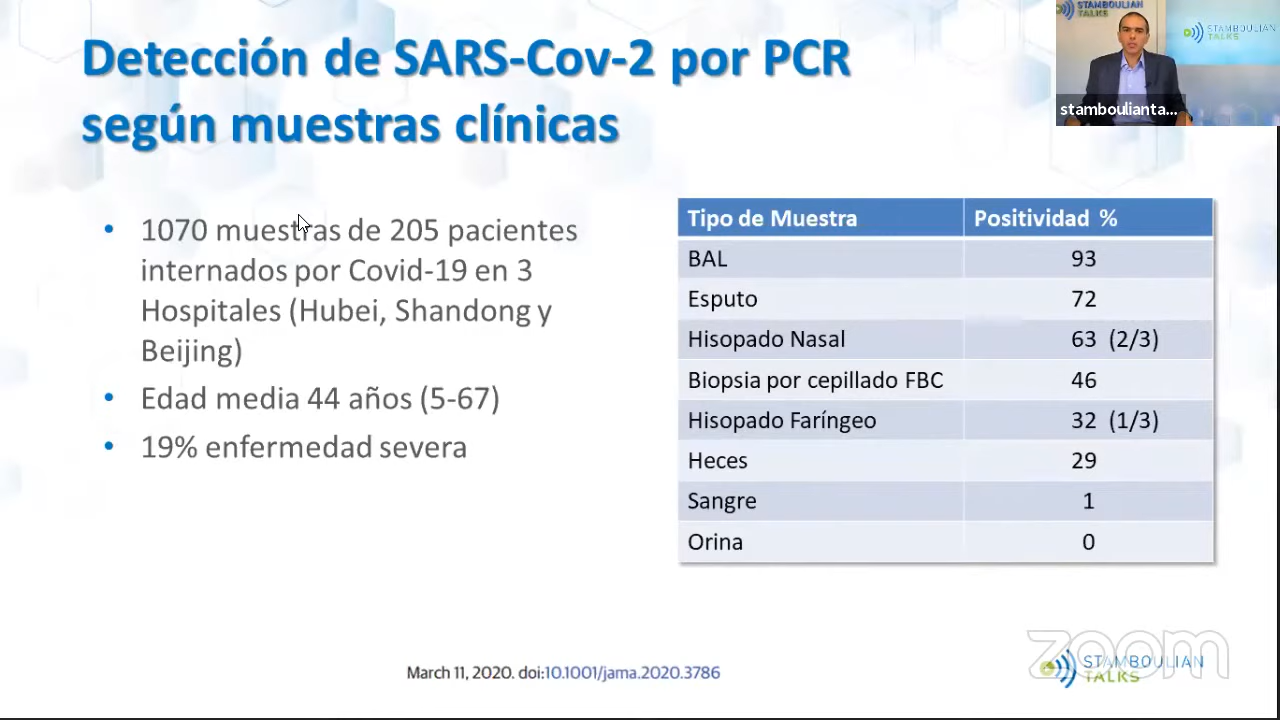 Detección de SARS-Cov-2 por PCR
según muestras clínicas
STAMBOULIAN
TALKS
STAMBOULIAN
TALKS
stamboulianta...
• 1070 muestras de 205 pacientes
internados por Covid-19 en 3
Hospitales (Hubei, Shandong y
Beijing)
• Edad media 44 años (5-67)
• 19% enfermedad severa
Tipo de Muestra Positividad %
BAL 93
Esputo 72
Hisopado Nasal 63 (2/3)
Biopsia por cepillado FBC 46
Hisopado Faríngeo 32 (1/3)
Heces 29
Sangre 1
Orina 0
March 11, 2020. doi:10.1001/jama.2020.3786
zoom
STAMBOULIAN
TALKS